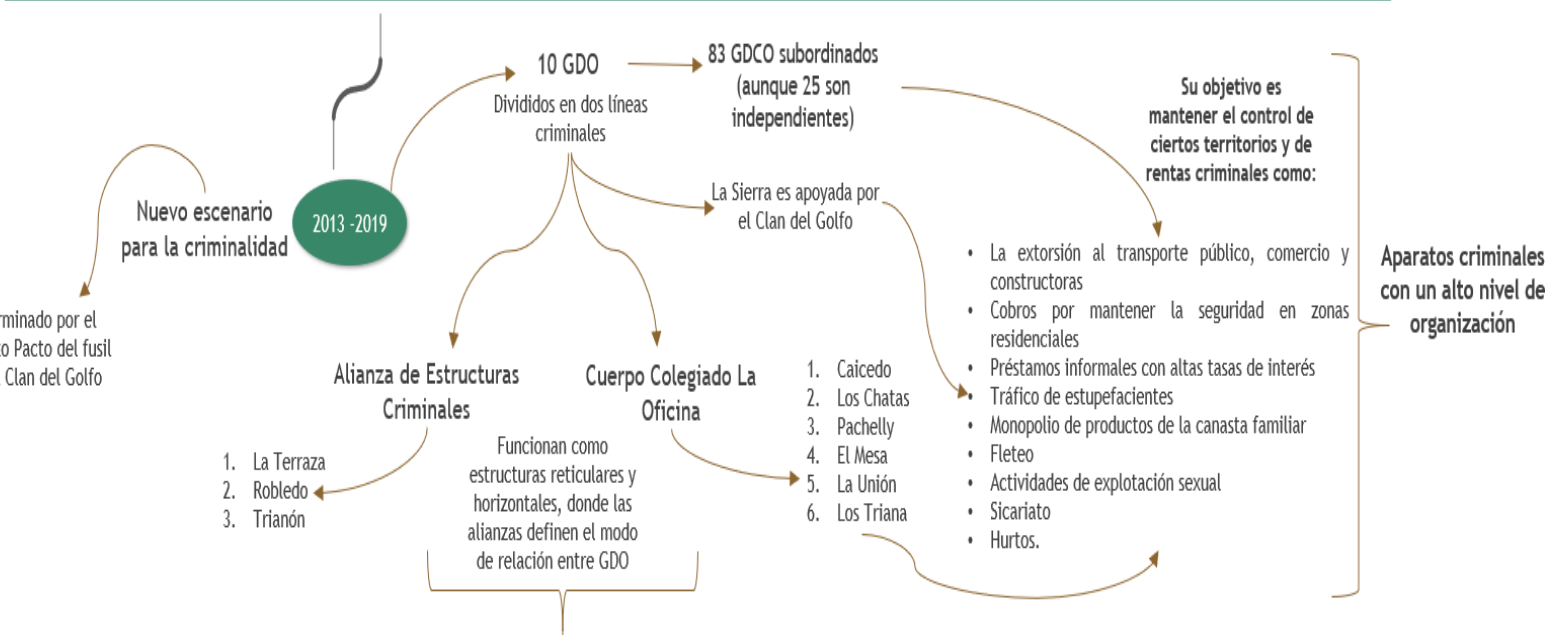 10 GDO
Divididos en dos líneas
criminales
83 GDCO subordinados
(aunque 25 son
independientes)
Su objetivo es
mantener el control de
ciertos territorios y de
rentas criminales como:
Nuevo escenario
para la criminalidad
2013 -2019
La Sierra es apoyada por
el Clan del Golfo
por el
Pacto del fusil
Clan del Golfo
• La extorsión al transporte público, comercio y
constructoras
• Cobros por mantener la seguridad en zonas
residenciales
• Préstamos informales con altas tasas de interés
• Tráfico de estupefacientes
• Monopolio de productos de la canasta familiar
• Fleteo
• Actividades de explotación sexual
• Sicariato
• Hurtos.
Aparatos criminales
con un alto nivel de
organización
Alianza de Estructuras
Criminales
Cuerpo Colegiado La
Oficina
1. La Terraza
2. Robledo
3. Trianón
Funcionan como
estructuras reticulares y
horizontales, donde las
alianzas definen el modo
de relación entre GDO
1. Caicedo
2. Los Chatas
3. Pachelly
4. El Mesa
5. La Unión
6. Los Triana